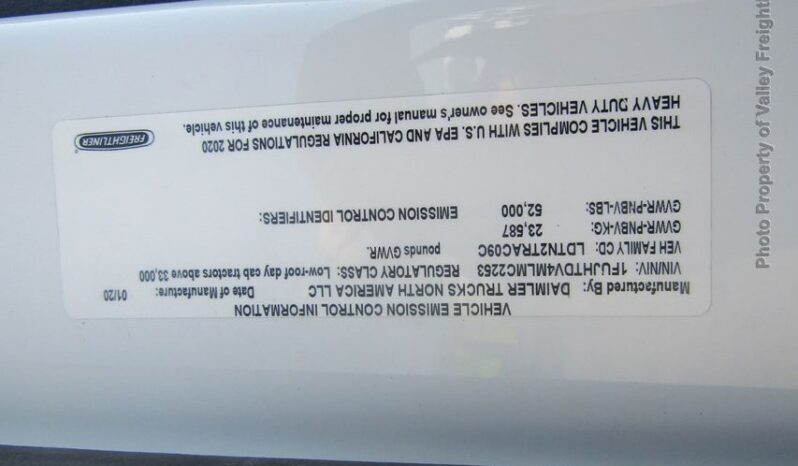 VEHICLE EMISSION CONTROL INFORMATION
Manufactured By: DAIMLER TRUCKS NORTH AMERICA LLC Date of Manufacture: 01/20
VIN/NIV: 1FUJHTDV4MLMC2253 REGULATORY CLASS: Low-roof day cab tractors above 33,000
VEH FAMILY CD: LDTN2TRAC09C pounds GVWR.
GVWR-PNBV-KG: 23,587
GVWR-PNBV-LBS: 52,000 EMISSION CONTROL IDENTIFIERS:
THIS VEHICLE COMPLIES WITH U.S. EPA AND CALIFORNIA REGULATIONS FOR 2020
HEAVY DUTY VEHICLES. See owner's manual for proper maintenance of this vehicle.
FREIGHTLINER
Photo Property of Valley Freightl